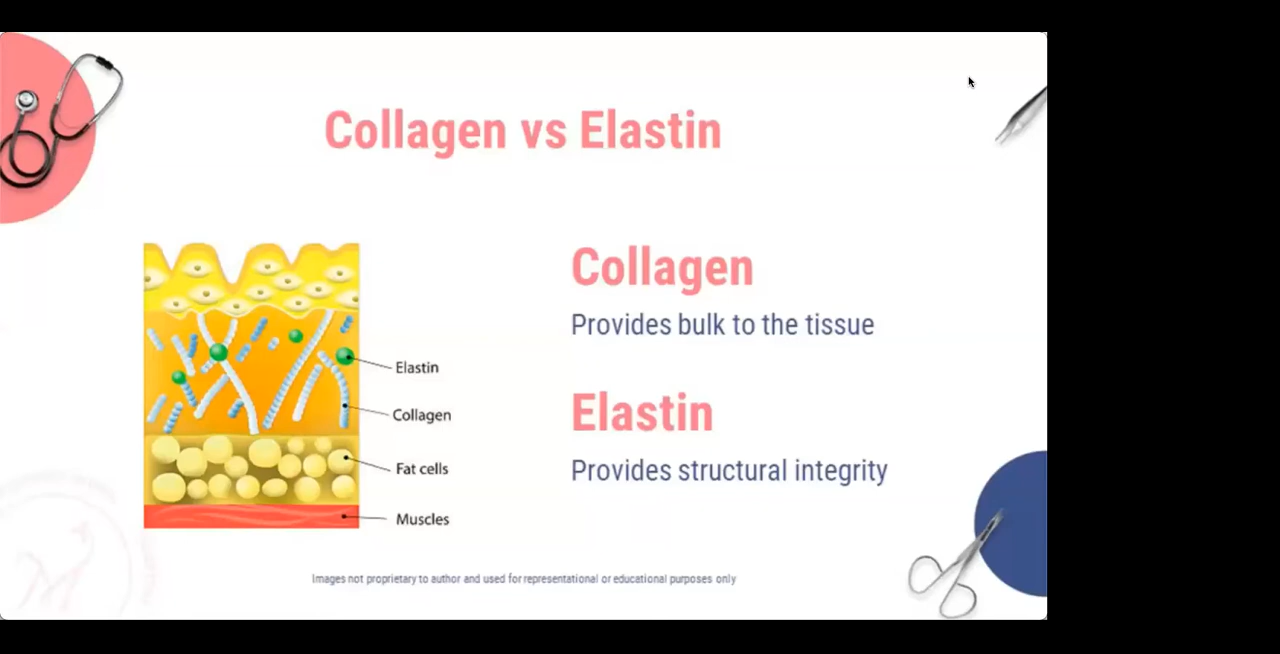 Collagen vs Elastin
Collagen
Provides bulk to the tissue
Elastin
Provides structural integrity
Elastin
Collagen
Fat cells
Muscles
Images not proprietary to author and used for representational or educational purposes only